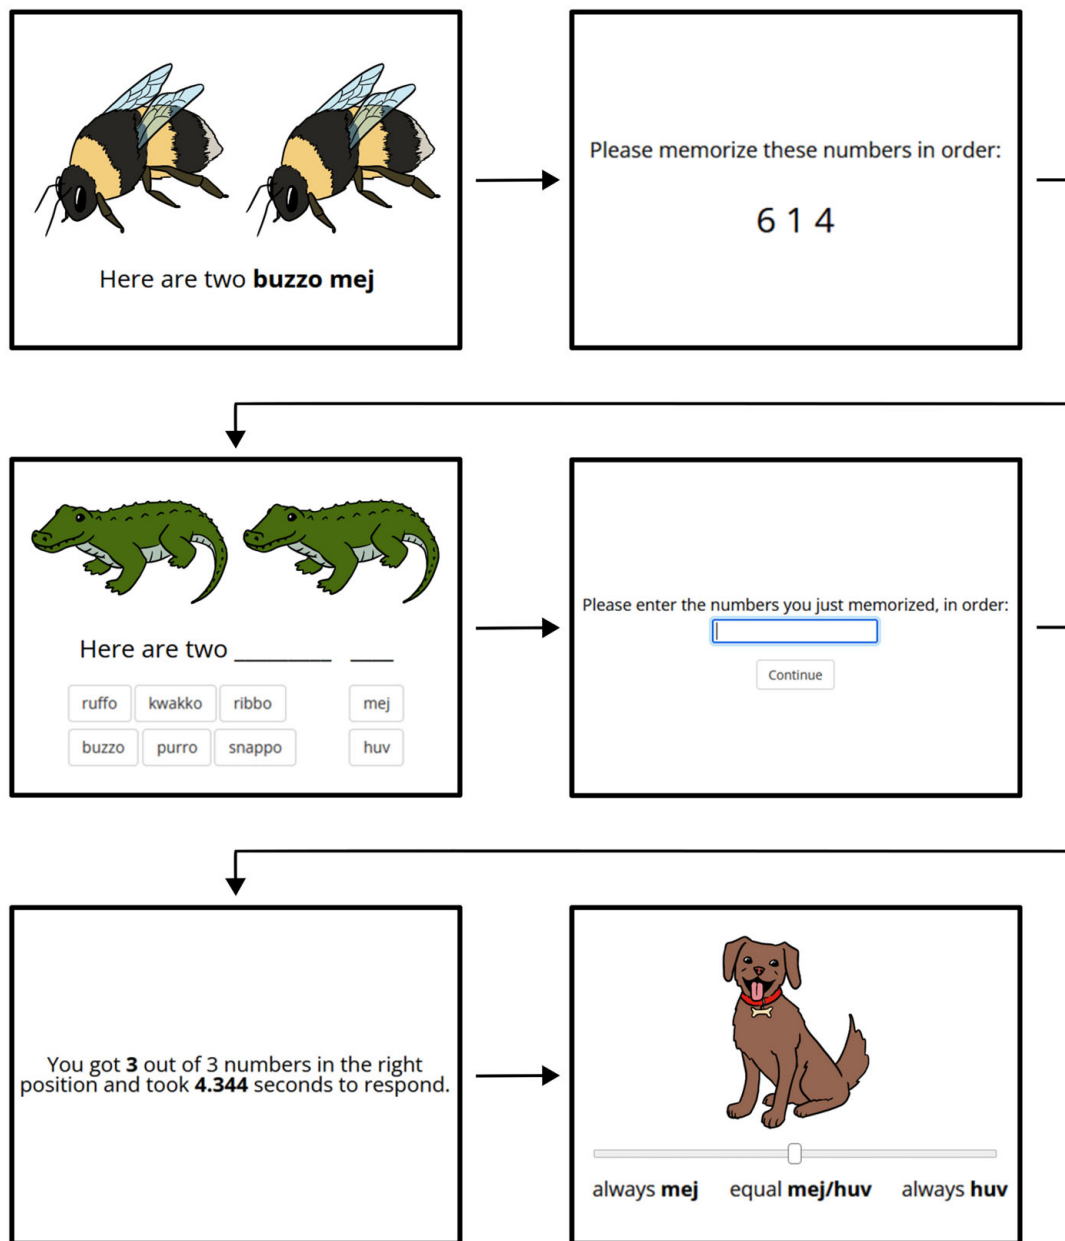 Here are two buzzo mej
Please memorize these numbers in order:
6 1 4
Here are two _________ ____
ruffo kwakko ribbo mej
buzzo purro snappo huv
Please enter the numbers you just memorized, in order:
Continue
You got 3 out of 3 numbers in the right
position and took 4.344 seconds to respond.
always mej equal mej/huv always huv